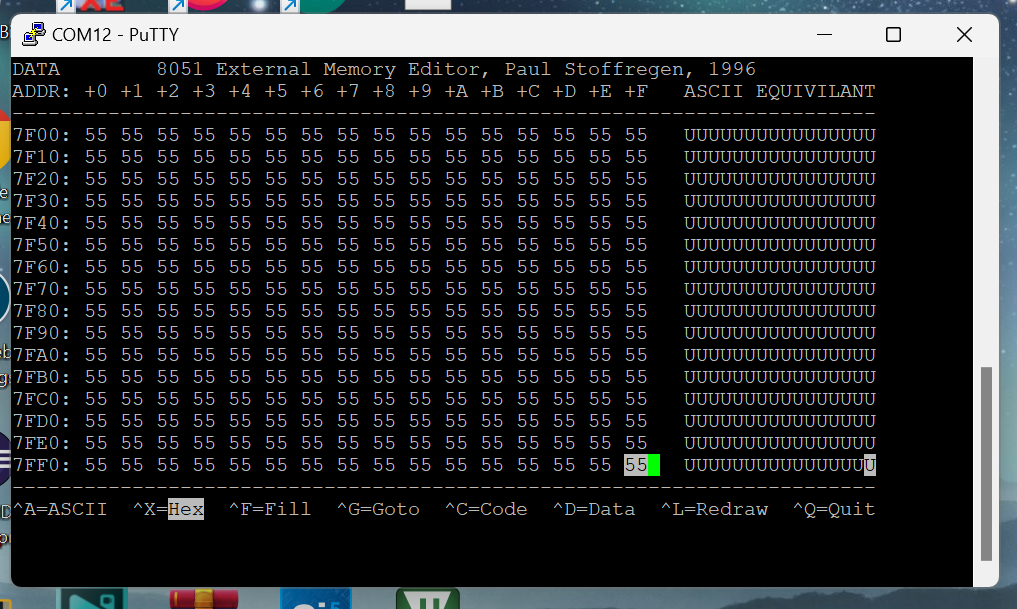 COM12 - PuTTY
DATA        8051 External Memory Editor, Paul Stoffregen, 1996
ADDR: +0 +1 +2 +3 +4 +5 +6 +7 +8 +9 +A +B +C +D +E +F   ASCII EQUIVILANT
------------------------------------------------------------------------
7F00: 55 55 55 55 55 55 55 55 55 55 55 55 55 55 55 55   UUUUUUUUUUUUUUUU
7F10: 55 55 55 55 55 55 55 55 55 55 55 55 55 55 55 55   UUUUUUUUUUUUUUUU
7F20: 55 55 55 55 55 55 55 55 55 55 55 55 55 55 55 55   UUUUUUUUUUUUUUUU
7F30: 55 55 55 55 55 55 55 55 55 55 55 55 55 55 55 55   UUUUUUUUUUUUUUUU
7F40: 55 55 55 55 55 55 55 55 55 55 55 55 55 55 55 55   UUUUUUUUUUUUUUUU
7F50: 55 55 55 55 55 55 55 55 55 55 55 55 55 55 55 55   UUUUUUUUUUUUUUUU
7F60: 55 55 55 55 55 55 55 55 55 55 55 55 55 55 55 55   UUUUUUUUUUUUUUUU
7F70: 55 55 55 55 55 55 55 55 55 55 55 55 55 55 55 55   UUUUUUUUUUUUUUUU
7F80: 55 55 55 55 55 55 55 55 55 55 55 55 55 55 55 55   UUUUUUUUUUUUUUUU
7F90: 55 55 55 55 55 55 55 55 55 55 55 55 55 55 55 55   UUUUUUUUUUUUUUUU
7FA0: 55 55 55 55 55 55 55 55 55 55 55 55 55 55 55 55   UUUUUUUUUUUUUUUU
7FB0: 55 55 55 55 55 55 55 55 55 55 55 55 55 55 55 55   UUUUUUUUUUUUUUUU
7FC0: 55 55 55 55 55 55 55 55 55 55 55 55 55 55 55 55   UUUUUUUUUUUUUUUU
7FD0: 55 55 55 55 55 55 55 55 55 55 55 55 55 55 55 55   UUUUUUUUUUUUUUUU
7FE0: 55 55 55 55 55 55 55 55 55 55 55 55 55 55 55 55   UUUUUUUUUUUUUUUU
7FF0: 55 55 55 55 55 55 55 55 55 55 55 55 55 55 55 55   UUUUUUUUUUUUUUUU
------------------------------------------------------------------------
^A=ASCII  ^X=Hex  ^F=Fill  ^G=Goto  ^C=Code  ^D=Data  ^L=Redraw  ^Q=Quit